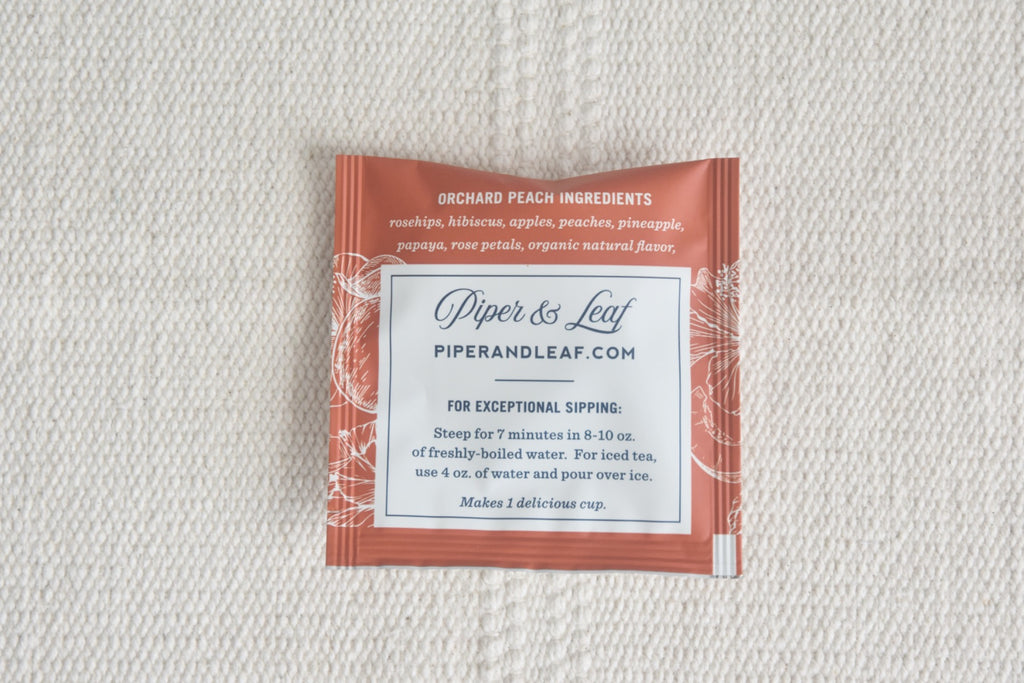 ORCHARD PEACH INGREDIENTS
rosehips, hibiscus, apples, peaches, pineapple,
papaya, rose petals, organic natural flavor,
Piper & Leaf
PIPERANDLEAF.COM
FOR EXCEPTIONAL SIPPING:
Steep for 7 minutes in 8-10 oz.
of freshly-boiled water. For iced tea,
use 4 oz. of water and pour over ice.
Makes 1 delicious cup.